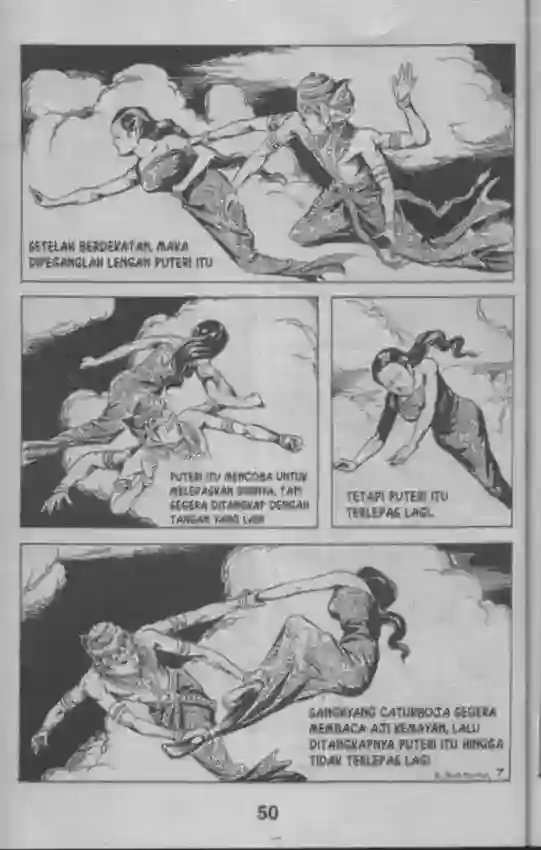 SETELAH BERDEKATAN, MAKA
DIPEGANGLAH LENGAN PUTERI ITU
PUTERI ITU MENCOBA UNTUK
MELEPASKAN DIRINYA, TAPI
SEGERA DITANGKAP DENGAN
TANGAN YANG LAIN
TETAPI PUTERI ITU
TERLEPAS LAGI.
SANGHYANG CATURBOJA SEGERA
MEMBACA AJI KEMAYAN, LALU
DITANGKAPNYA PUTERI ITU HINGGA
TIDAK TERLEPAS LAGI
7
50